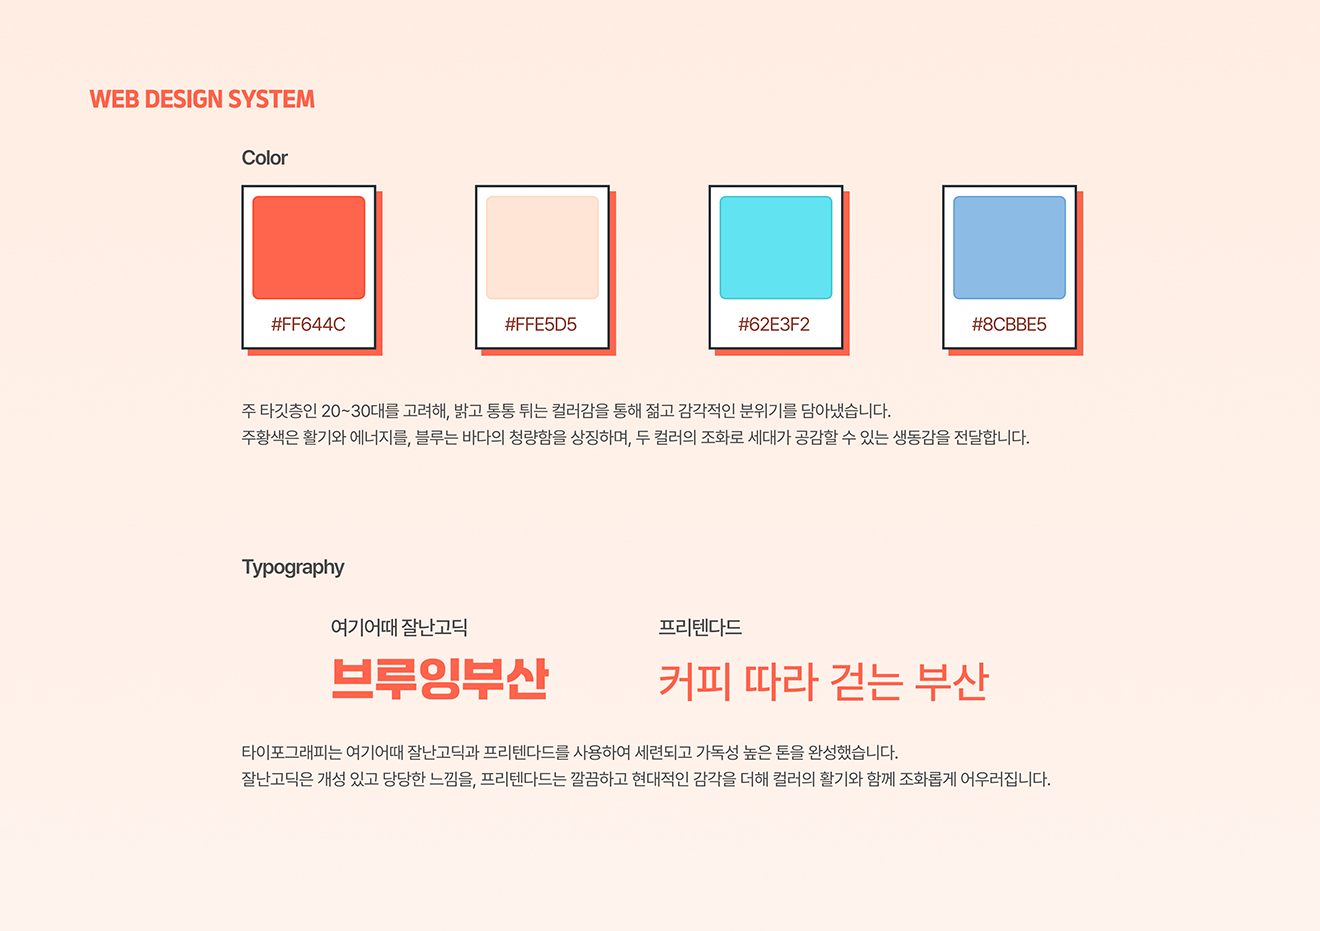 WEB DESIGN SYSTEM
Color
#FF644C
#FFE5D5
#62E3F2
#8CBBE5
주 타깃층인 20~30대를 고려해, 밝고 통통 튀는 컬러감을 통해 젊고 감각적인 분위기를 담아냈습니다.
주황색은 활기와 에너지를, 블루는 바다의 청량함을 상징하며, 두 컬러의 조화로 세대가 공감할 수 있는 생동감을 전달합니다.
Typography
여기어때 잘난고딕
브루잉부산
프리텐다드
커피 따라 걷는 부산
타이포그래피는 여기어때 잘난고딕과 프리텐다드를 사용하여 세련되고 가독성 높은 톤을 완성했습니다.
잘난고딕은 개성 있고 당당한 느낌을, 프리텐다드는 깔끔하고 현대적인 감각을 더해 컬러의 활기와 함께 조화롭게 어우러집니다.